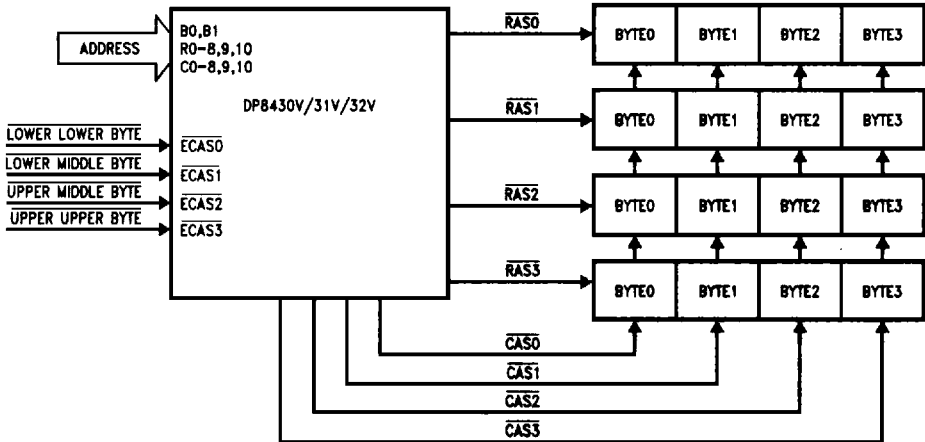 ADDRESS
B0,B1
R0-8,9,10
C0-8,9,10
DP8430V/31V/32V
LOWER LOWER BYTE
LOWER MIDDLE BYTE
UPPER MIDDLE BYTE
UPPER UPPER BYTE
ECAS0
ECAS1
ECAS2
ECAS3
RAS0
BYTE0 BYTE1 BYTE2 BYTE3
RAS1
BYTE0 BYTE1 BYTE2 BYTE3
RAS2
BYTE0 BYTE1 BYTE2 BYTE3
RAS3
BYTE0 BYTE1 BYTE2 BYTE3
CAS0
CAS1
CAS2
CAS3